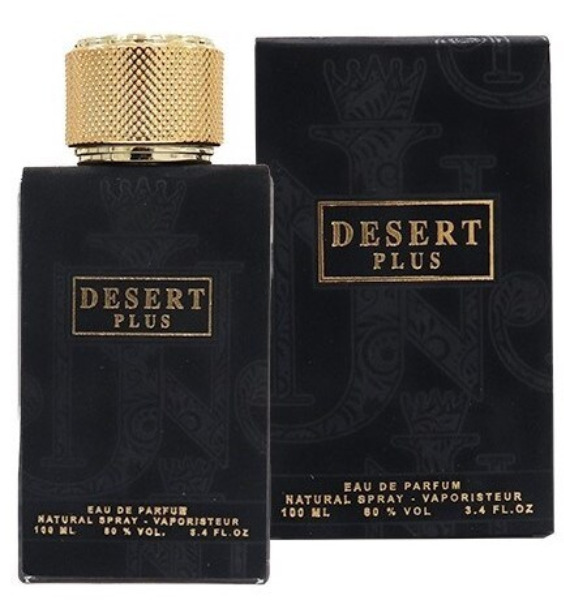 DESERT
PLUS
EAU DE PARFUM
NATURAL SPRAY - VAPORISTEUR
100 ML 80 % VOL. 3.4 FL.OZ
DESERT
PLUS
EAU DE PARFUM
NATURAL SPRAY - VAPORISTEUR
100 ML 80 % VOL 3.4 FL.OZ